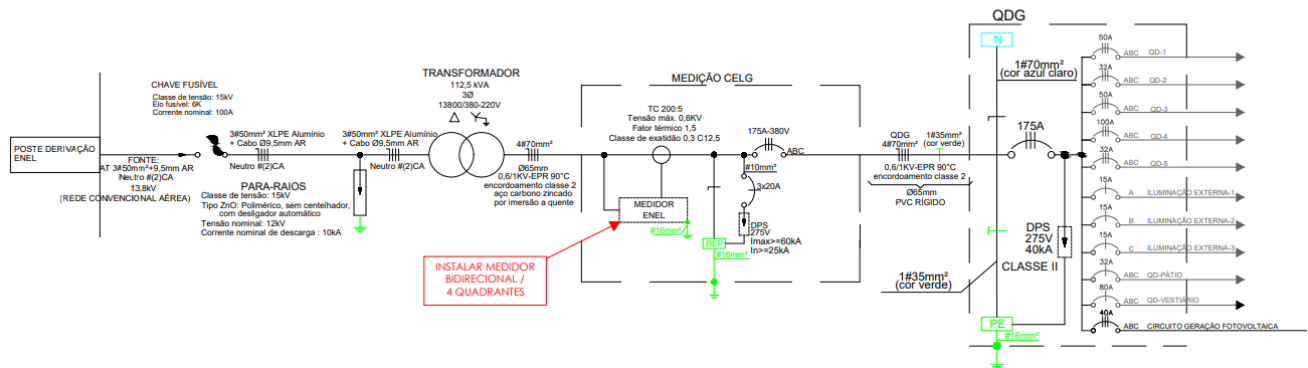 POSTE DERIVAÇÃO
ENEL
FONTE:
AT 3#50mm²+9,5mm AR
Neutro #(2)CA
13,8kV
(REDE CONVENCIONAL AÉREA)
CHAVE FUSÍVEL
Classe de tensão: 15kV
Elo fusível: 6K
Corrente nominal: 100A
3#50mm² XLPE Alumínio
+ Cabo Ø9,5mm AR
Neutro #(2)CA
PARA-RAIOS
Classe de tensão: 15kV
Tipo ZnO: Polimérico, sem centelhador,
com desligador automático
Tensão nominal: 12kV
Corrente nominal de descarga : 10kA
3#50mm² XLPE Alumínio
+ Cabo Ø9,5mm AR
Neutro #(2)CA
TRANSFORMADOR
112,5 kVA
3Ø
13800/380-220V
4#70mm²
Ø65mm
0,6/1KV-EPR 90°C
encordoamento classe 2
aço carbono zincado
por imersão a quente
MEDIÇÃO CELG
TC 200:5
Tensão máx. 0,6KV
Fator térmico 1,5
Classe de exatidão 0,3 C12,5
MEDIDOR
ENEL
#16mm²
INSTALAR MEDIDOR
BIDIRECIONAL /
4 QUADRANTES
175A-380V
ABC
#10mm²
3x20A
DPS
275V
Imax>=60kA
In>=25kA
BEP
#16mm²
QDG
4#70mm²
1#35mm²
(cor verde)
0,6/1KV-EPR 90°C
encordoamento classe 2
Ø65mm
PVC RÍGIDO
QDG
N
1#70mm²
(cor azul claro)
175A
DPS
275V
40kA
CLASSE II
1#35mm²
(cor verde)
PE
#16mm²
50A ABC QD-1
32A ABC QD-2
50A ABC QD-3
100A ABC QD-4
32A ABC QD-5
15A A ILUMINAÇÃO EXTERNA-1
15A B ILUMINAÇÃO EXTERNA-2
15A C ILUMINAÇÃO EXTERNA-3
32A ABC QD-PÁTIO
80A ABC QD-VESTIÁRIO
40A ABC CIRCUITO GERAÇÃO FOTOVOLTAICA